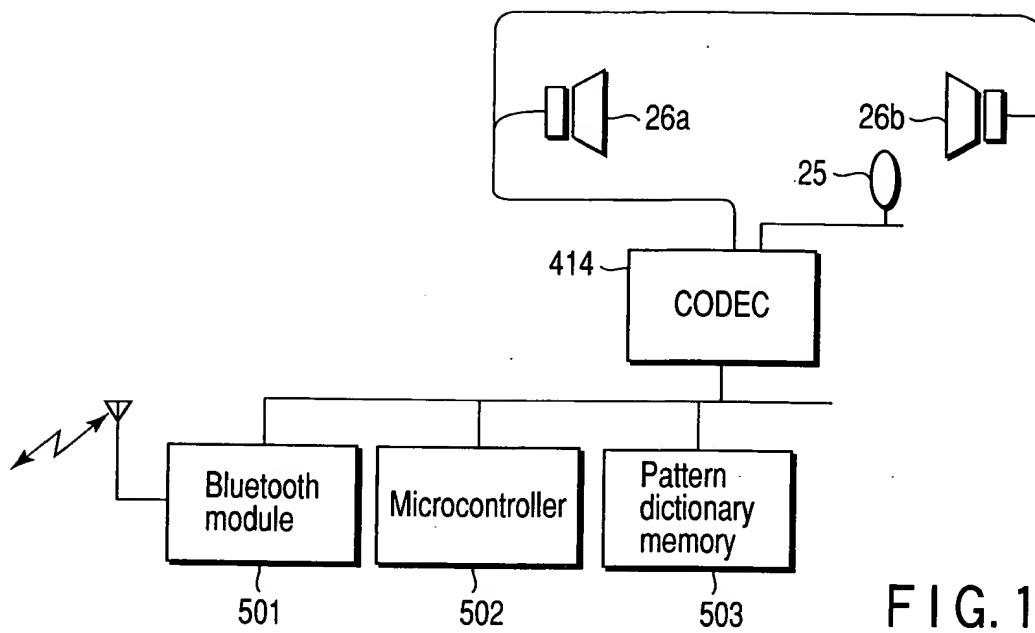 26a
26b
25
414
CODEC
Bluetooth
module
Microcontroller
Pattern
dictionary
memory
501
502
503
FIG. 1